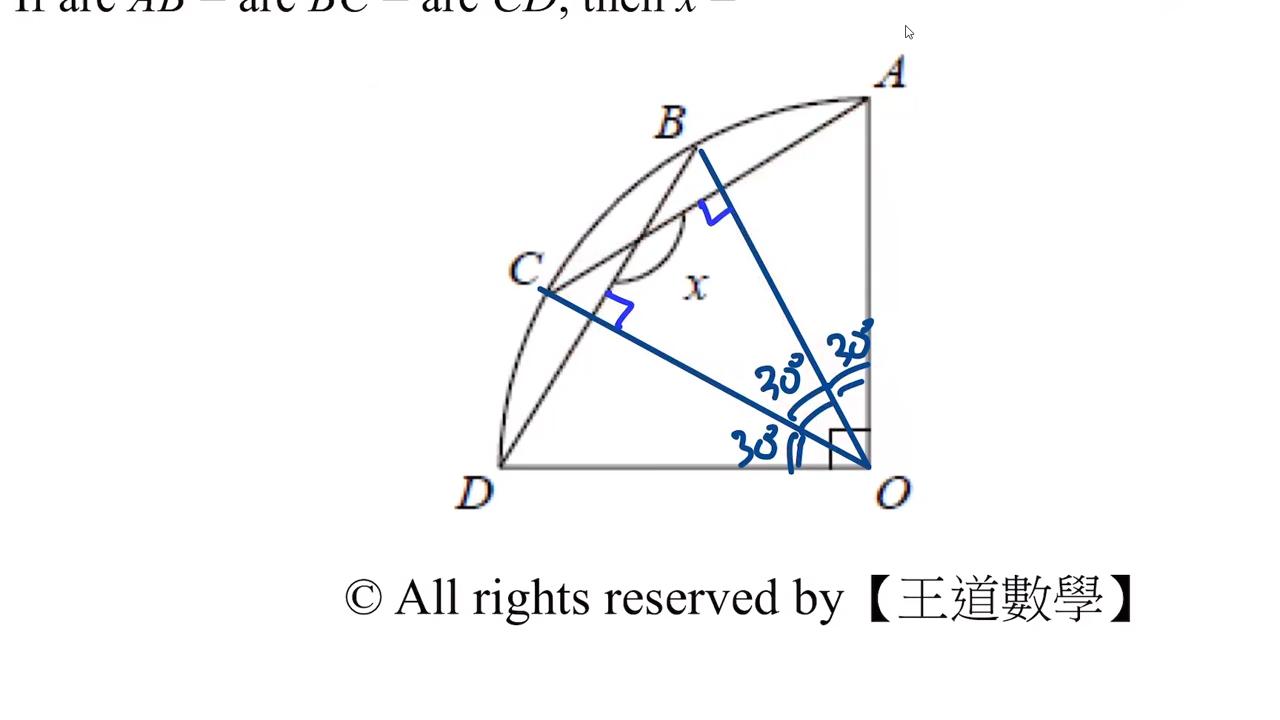 If arc AB = arc BC = arc CD, then x =
A
B
C
x
30°
30°
30°
D
O
© All rights reserved by【王道數學】